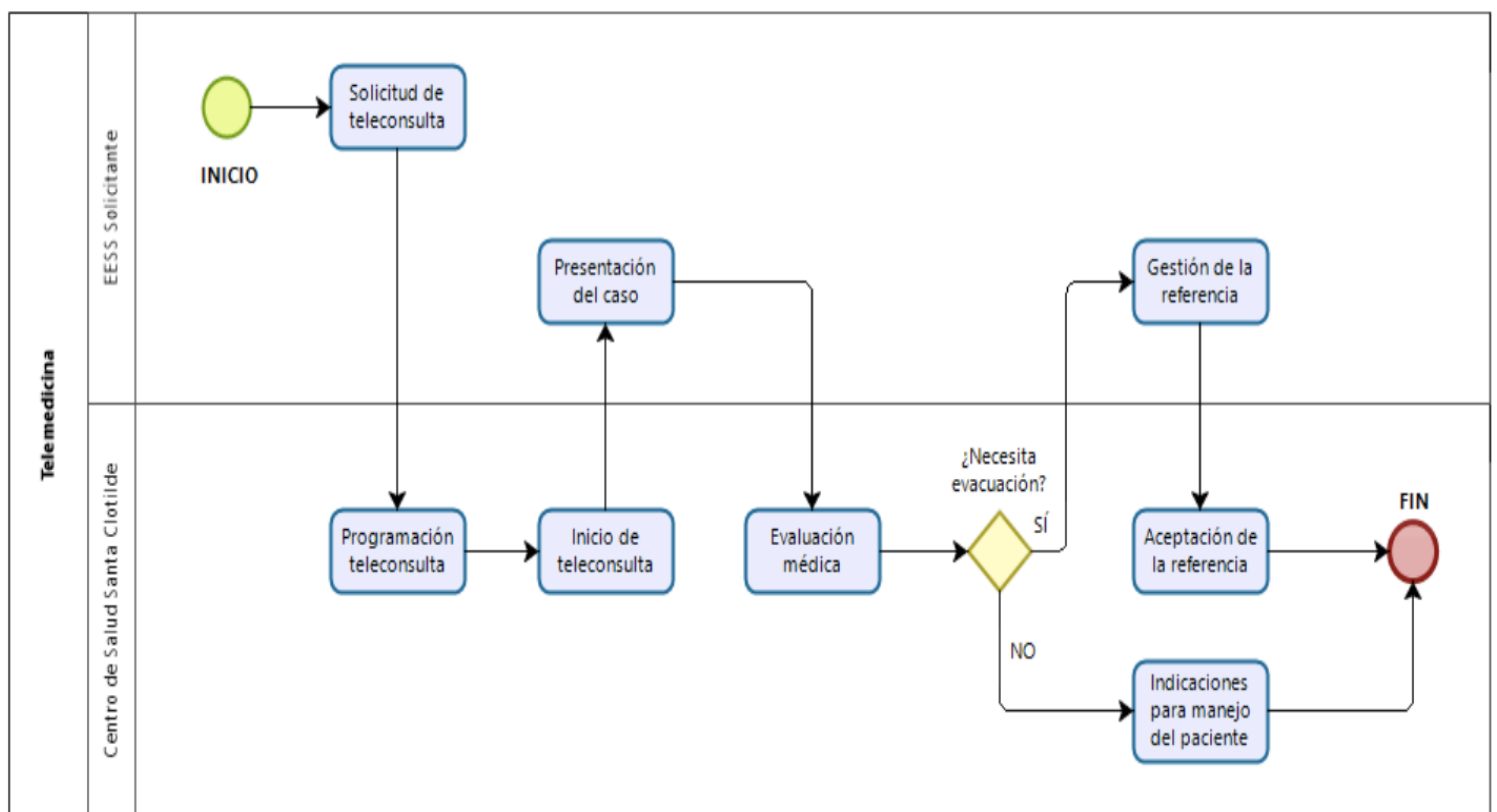 Telemedicina
EESS Solicitante
INICIO
Solicitud de
teleconsulta
Presentación
del caso
Gestión de la
referencia
Centro de Salud Santa Clotilde
Programación
teleconsulta
Inicio de
teleconsulta
Evaluación
médica
¿Necesita
evacuación?
SÍ
NO
Aceptación de
la referencia
Indicaciones
para manejo
del paciente
FIN